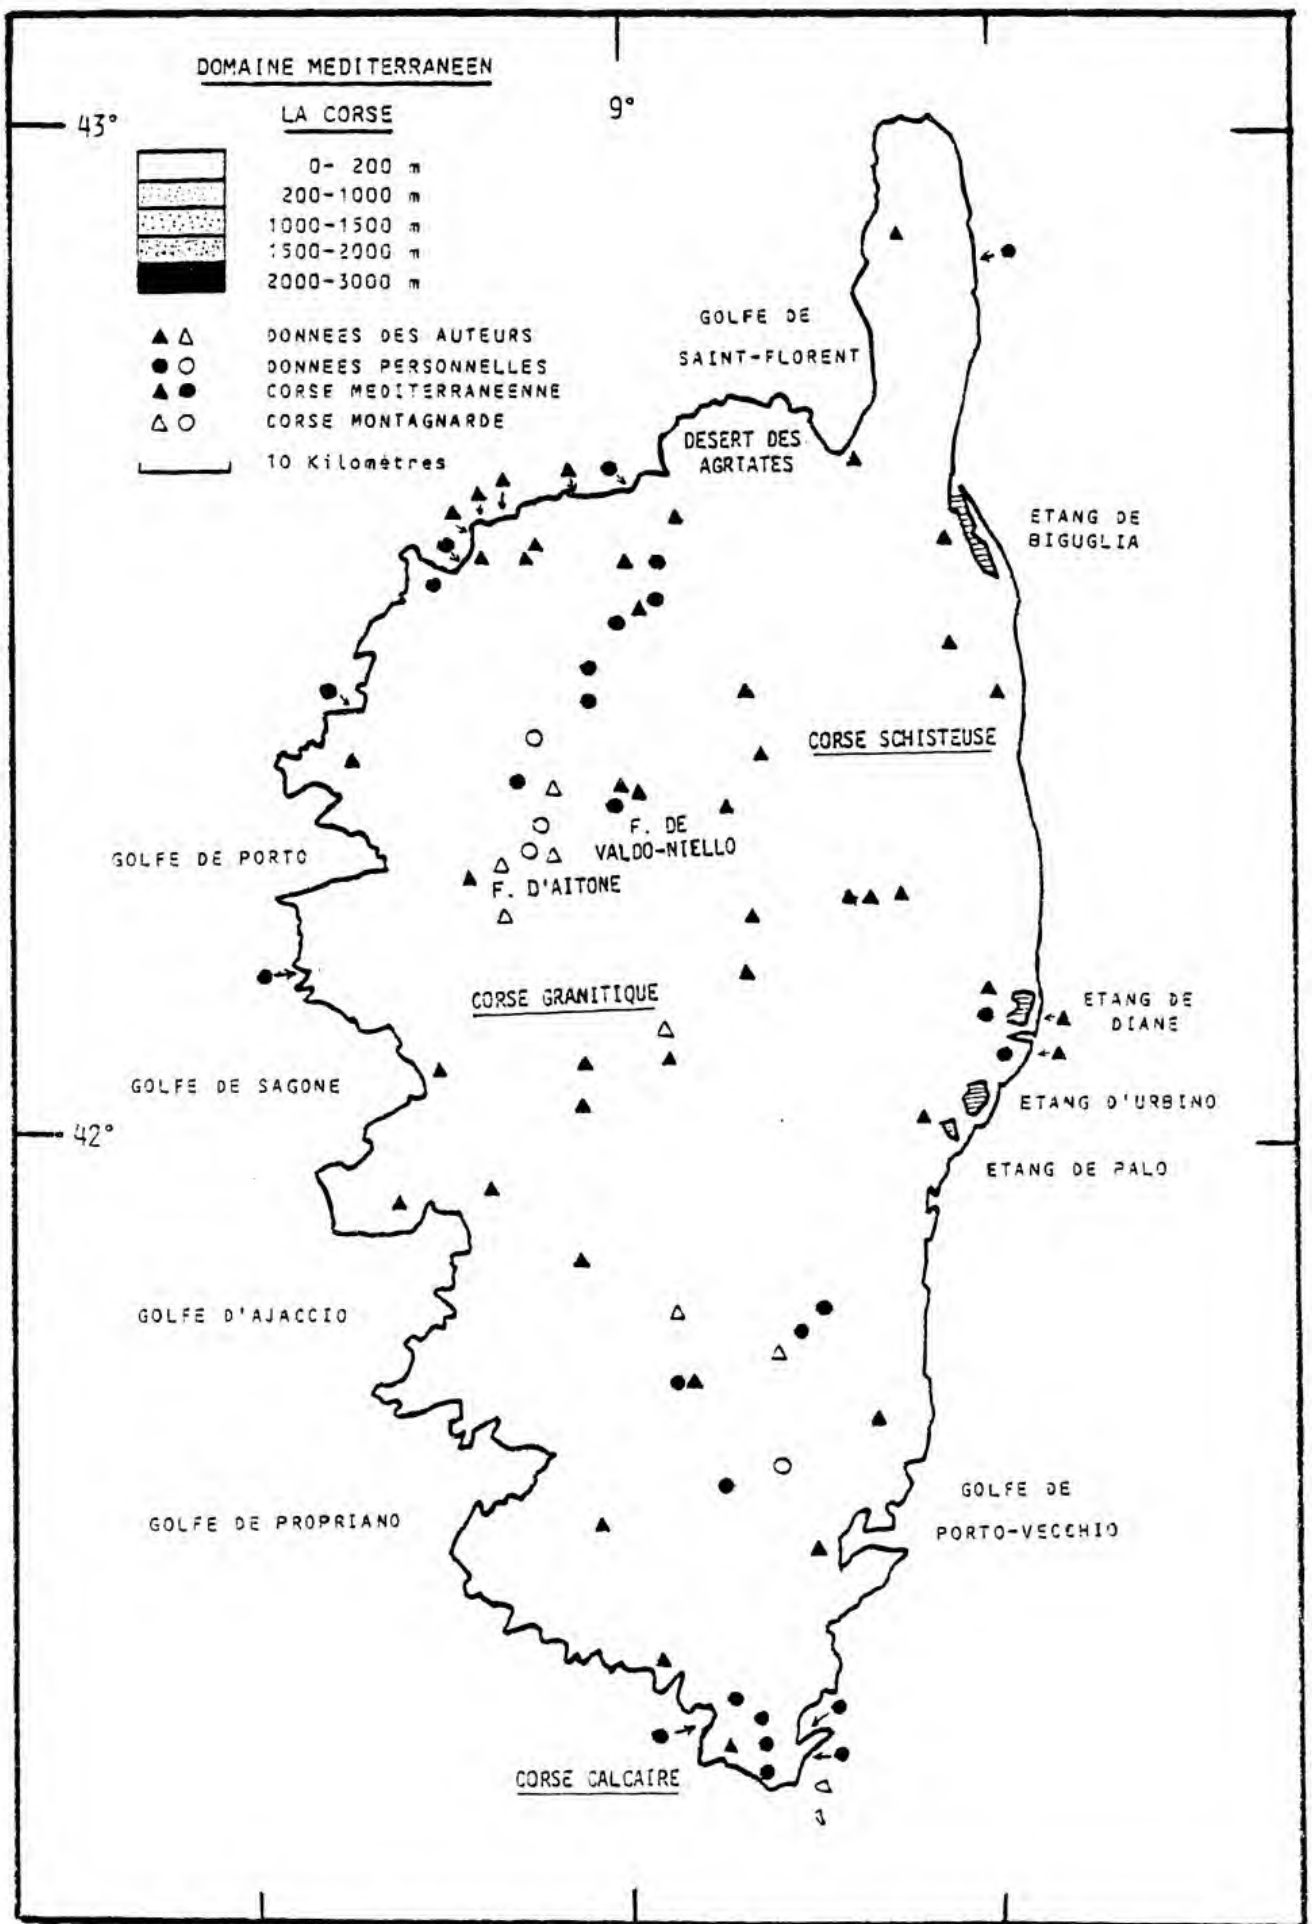 DOMAINE MEDITERRANEEN
LA CORSE
9°
43°
0- 200 m
200-1000 m
1000-1500 m
1500-2000 m
2000-3000 m
DONNEES DES AUTEURS
DONNEES PERSONNELLES
CORSE MEDITERRANEENNE
CORSE MONTAGNARDE
10 Kilomètres
GOLFE DE
SAINT-FLORENT
DESERT DES
AGRIATES
ETANG DE
BIGUGLIA
CORSE SCHISTEUSE
F. DE
VALDO-NIELLO
GOLFE DE PORTO
F. D'AITONE
CORSE GRANITIQUE
ETANG DE
DIANE
GOLFE DE SAGONE
ETANG D'URBINO
42°
ETANG DE PALO
GOLFE D'AJACCIO
GOLFE DE
PORTO-VECCHIO
GOLFE DE PROPRIANO
CORSE CALCAIRE